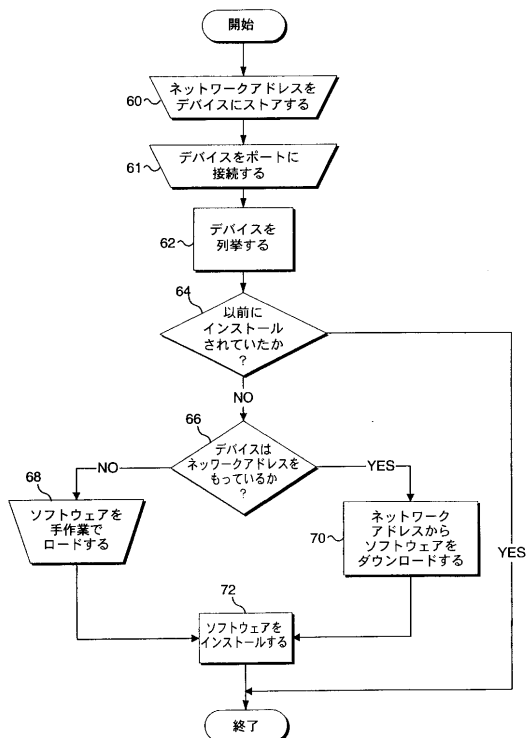 開始
60
ネットワークアドレスを
デバイスにストアする
61
デバイスをポートに
接続する
62
デバイスを
列挙する
64
以前に
インストール
されていたか
?
NO
66
デバイスは
ネッワークアドレスを
もっているか
?
NO
YES
68
ソフトウェアを
手作業で
ロードする
70
ネットワーク
アドレスから
ソフトウェアを
ダウンロードする
YES
72
ソフトウェアを
インストールする
終了